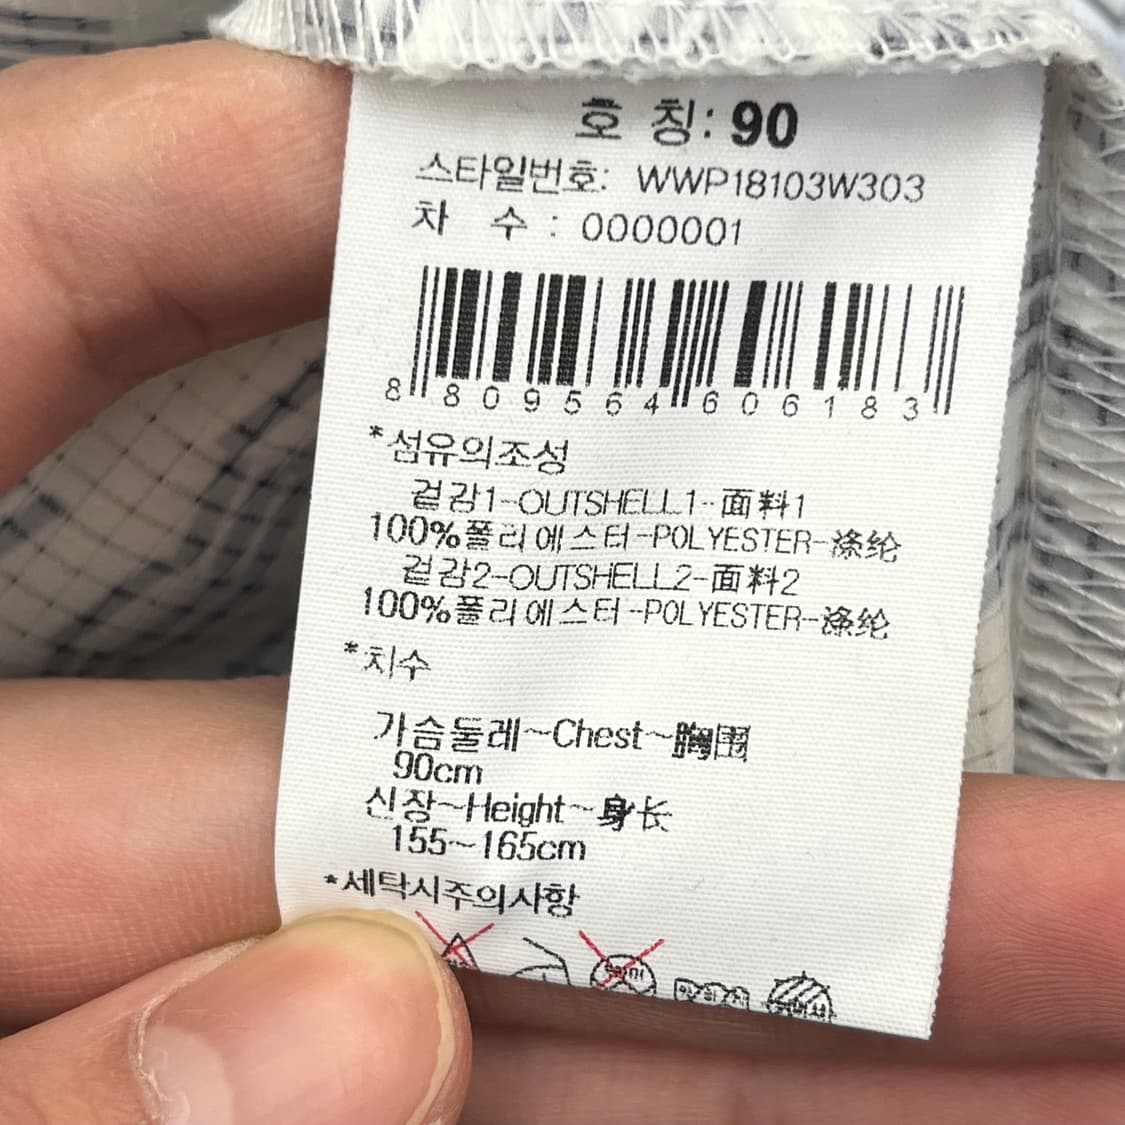 호 칭: 90
스타일번호: WWP18103W303
차 수 : 0000001
8 809564 606183
*섬유의조성
겉감1-OUTSHELL1-面料1
100%폴리에스터-POLYESTER-涤纶
겉감2-OUTSHELL2-面料2
100%폴리에스터-POLYESTER-涤纶
*치수
가슴둘레~Chest~胸围
90cm
신장~Height~身长
155~165cm
*세탁시주의사항